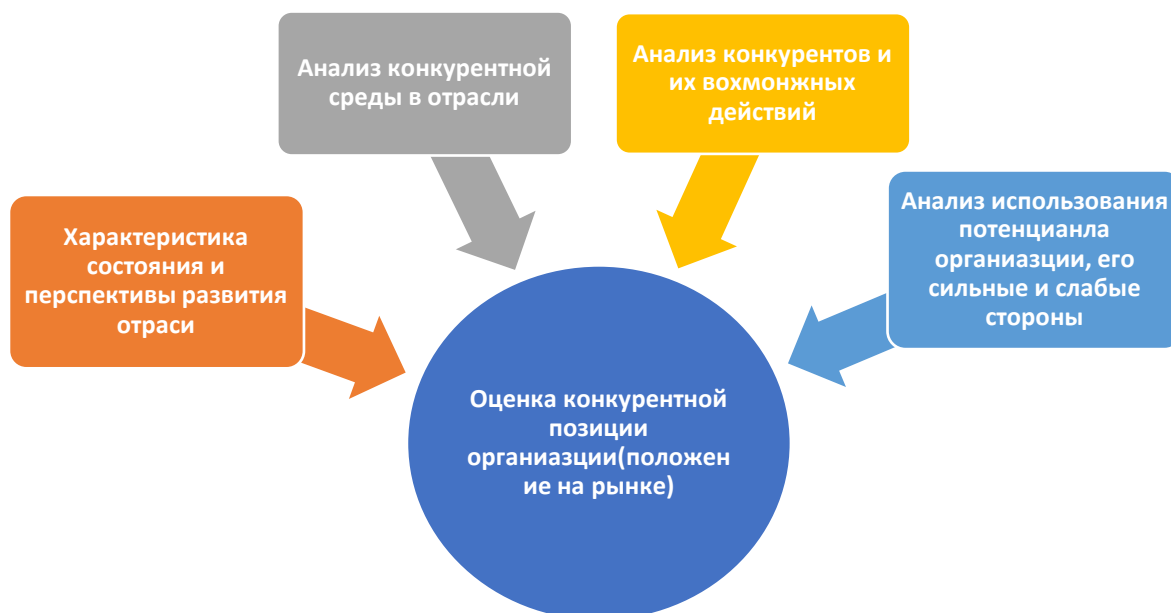 Анализ конкурентной
среды в отрасли
Анализ конкурентов и
их вохмонжных
действий
Характеристика
состояния и
перспективы развития
отраси
Анализ использования
потенцианла
органиазции, его
сильные и слабые
стороны
Оценка конкурентной
позиции
органиазции(положен
ие на рынке)